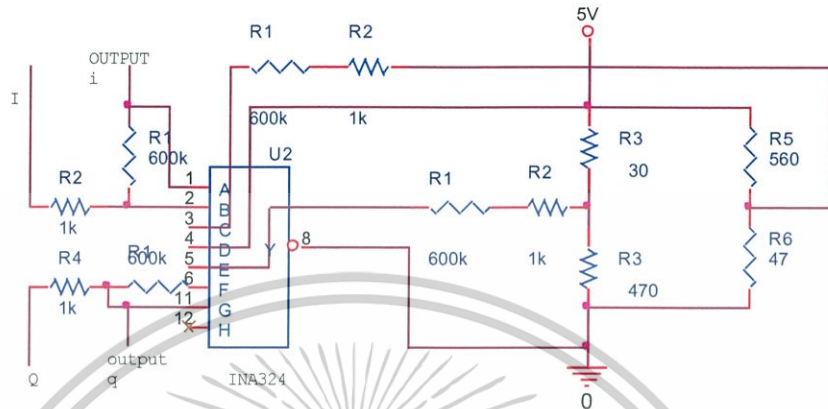 5V
R1 R2
OUTPUT
i
I
600k 1k
R1
600k
U2
R3
30
R5
560
R2
1k
1 A
2 B
3 C
4 D
5 E
6 F
11 G
12 H
Y
8
R1 R2
600k 1k
R4
1k
R1
600k
R3
470
R6
47
Q
output
q
INA324
0